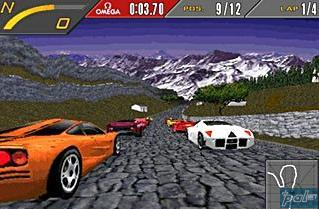 N
0
OMEGA 0:03.70
POS. 9/12
LAP 1/4